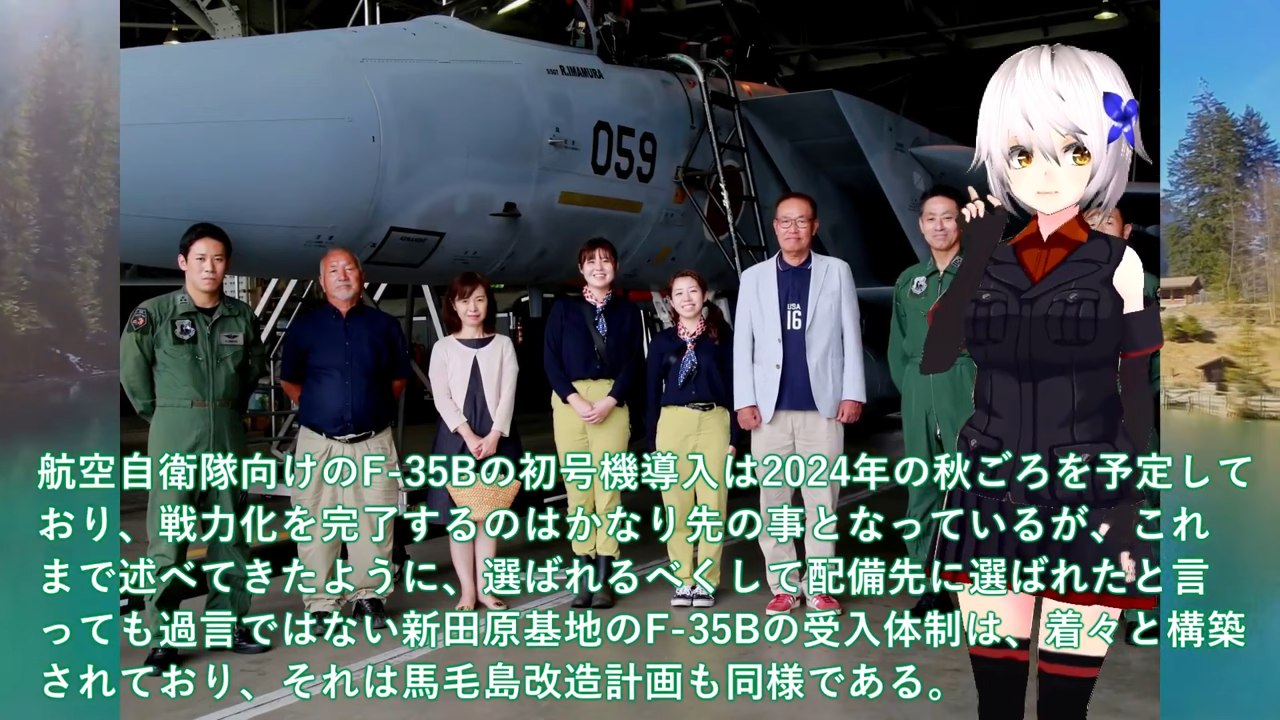 SSGT R.IMAMURA
059
USA
16
航空自衛隊向けのF-35Bの初号機導入は2024年の秋ごろを予定して
おり、戦力化を完了するのはかなり先の事となっているが、これ
まで述べてきたように、選ばれるべくして配備先に選ばれたと言
っても過言ではない新田原基地のF-35Bの受入体制は、着々と構築
されており、それは馬毛島改造計画も同様である。